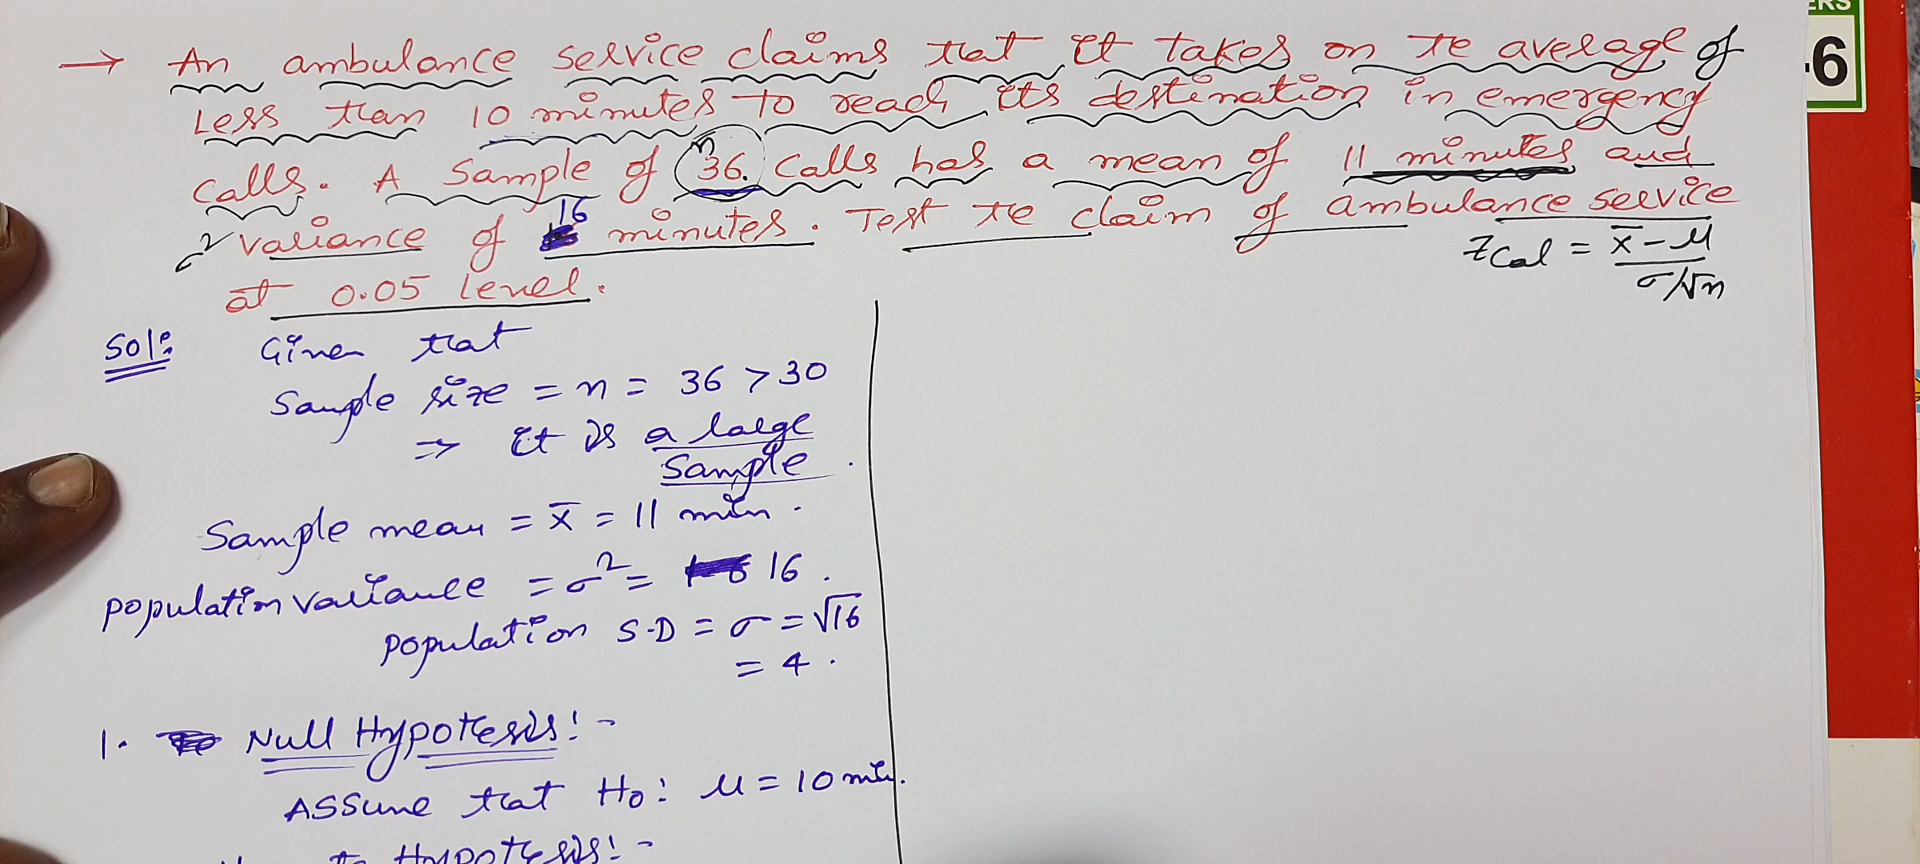 → An ambulance service claims that it takes on the average of
Less than 10 minutes to reach its destination in emergency
calls. A sample of 36. calls has a mean of 11 minutes and
n
σ² variance of 16 minutes. Test the claim of ambulance service
at 0.05 level.
Zcal = x̄ - μ / σ/√n
Sol: Given that
Sample size = n = 36 > 30
⇒ it is a large
sample.
Sample mean = x̄ = 11 min.
population variance = σ² = 16.
population S.D = σ = √16
= 4.
1. Null Hypothesis:-
Assume that H₀: μ = 10 min.
Hypothesis:-
ERS
-6